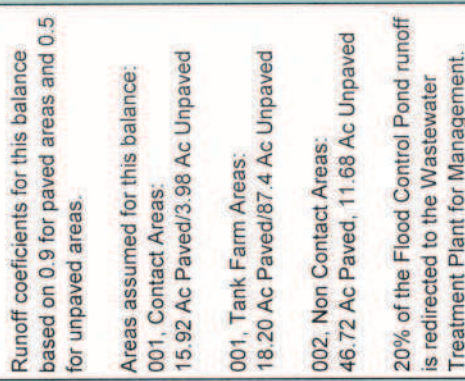 Runoff coeficients for this balance
based on 0.9 for paved areas and 0.5
for unpaved areas.
Areas assumed for this balance:
001, Contact Areas:
15.92 Ac Paved/3.98 Ac Unpaved
001, Tank Farm Areas:
18.20 Ac Paved/87.4 Ac Unpaved
002, Non Contact Areas:
46.72 Ac Paved, 11.68 Ac Unpaved
20% of the Flood Control Pond runoff
is redirected to the Wastewater
Treatment Plant for Management.